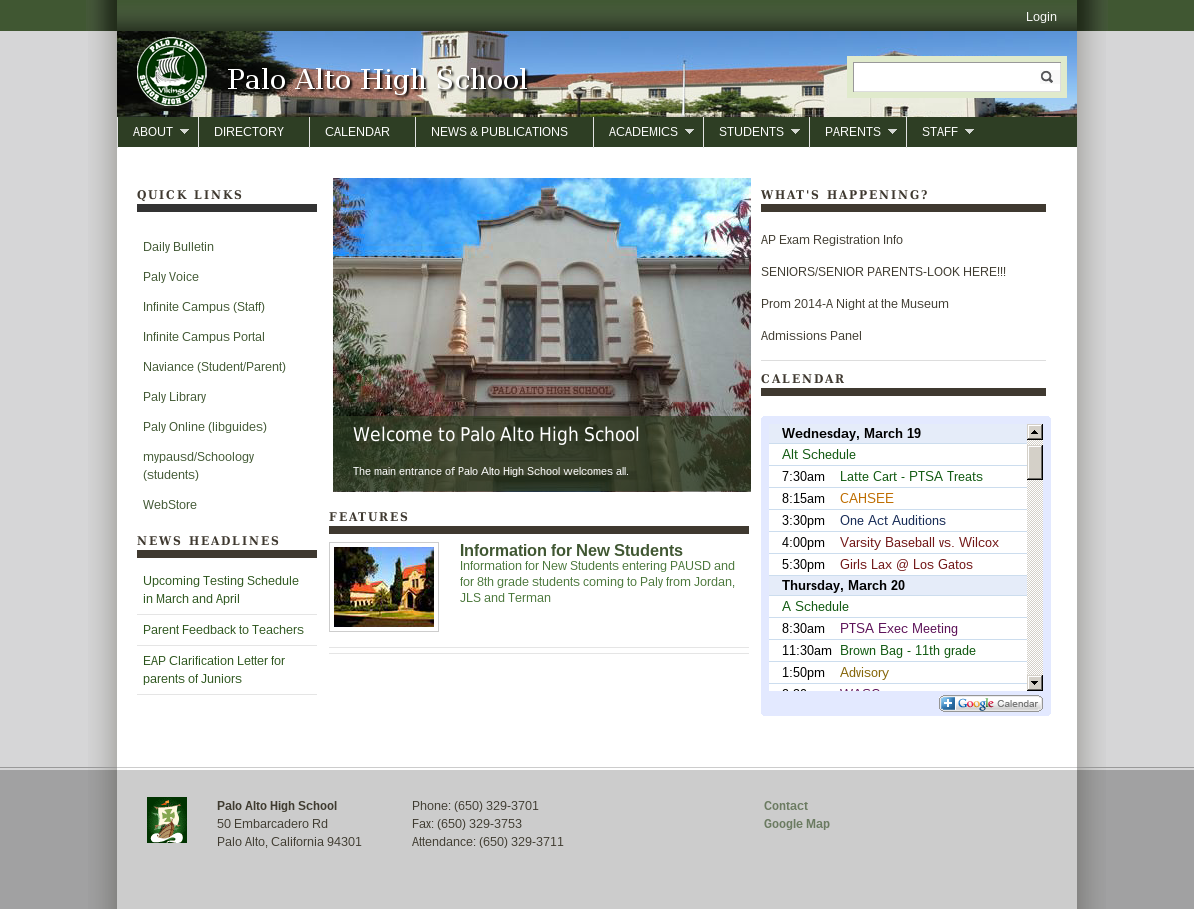 Login
PALO ALTO
Vikings
SENIOR HIGH SCHOOL
Palo Alto High School
ABOUT
DIRECTORY
CALENDAR
NEWS & PUBLICATIONS
ACADEMICS
STUDENTS
PARENTS
STAFF
QUICK LINKS
Daily Bulletin
Paly Voice
Infinite Campus (Staff)
Infinite Campus Portal
Naviance (Student/Parent)
Paly Library
Paly Online (libguides)
mypausd/Schoology
(students)
WebStore
NEWS HEADLINES
Upcoming Testing Schedule
in March and April
Parent Feedback to Teachers
EAP Clarification Letter for
parents of Juniors
PALO ALTO HIGH SCHOOL
Welcome to Palo Alto High School
The main entrance of Palo Alto High School welcomes all.
FEATURES
Information for New Students
Information for New Students entering PAUSD and
for 8th grade students coming to Paly from Jordan,
JLS and Terman
WHAT'S HAPPENING?
AP Exam Registration Info
SENIORS/SENIOR PARENTS-LOOK HERE!!!
Prom 2014-A Night at the Museum
Admissions Panel
CALENDAR
Wednesday, March 19
Alt Schedule
7:30am Latte Cart - PTSA Treats
8:15am CAHSEE
3:30pm One Act Auditions
4:00pm Varsity Baseball vs. Wilcox
5:30pm Girls Lax @ Los Gatos
Thursday, March 20
A Schedule
8:30am PTSA Exec Meeting
11:30am Brown Bag - 11th grade
1:50pm Advisory
Google Calendar
Palo Alto High School
50 Embarcadero Rd
Palo Alto, California 94301
Phone: (650) 329-3701
Fax: (650) 329-3753
Attendance: (650) 329-3711
Contact
Google Map